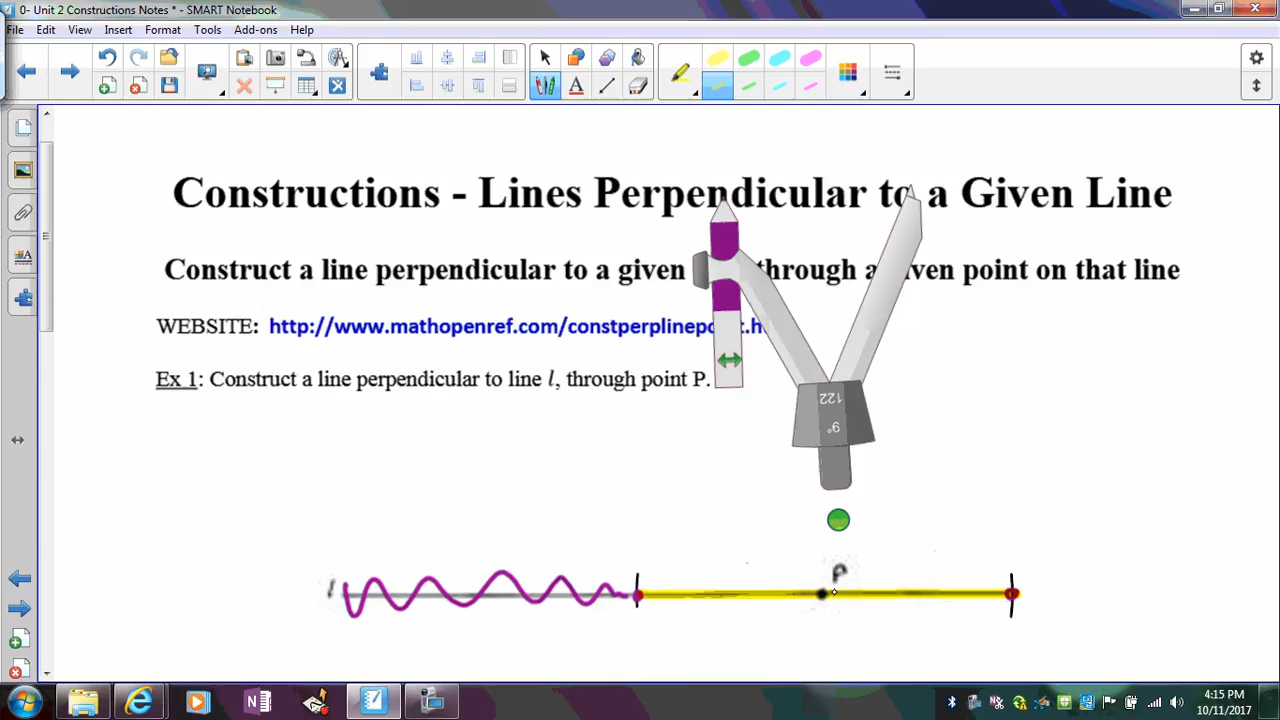 0- Unit 2 Constructions Notes * - SMART Notebook
File Edit View Insert Format Tools Add-ons Help
Constructions - Lines Perpendicular to a Given Line
Construct a line perpendicular to a given through a given point on that line
WEBSITE: http://www.mathopenref.com/constperplinepoint.h
Ex 1: Construct a line perpendicular to line l, through point P.
122
9°
P
l
4:15 PM
10/11/2017